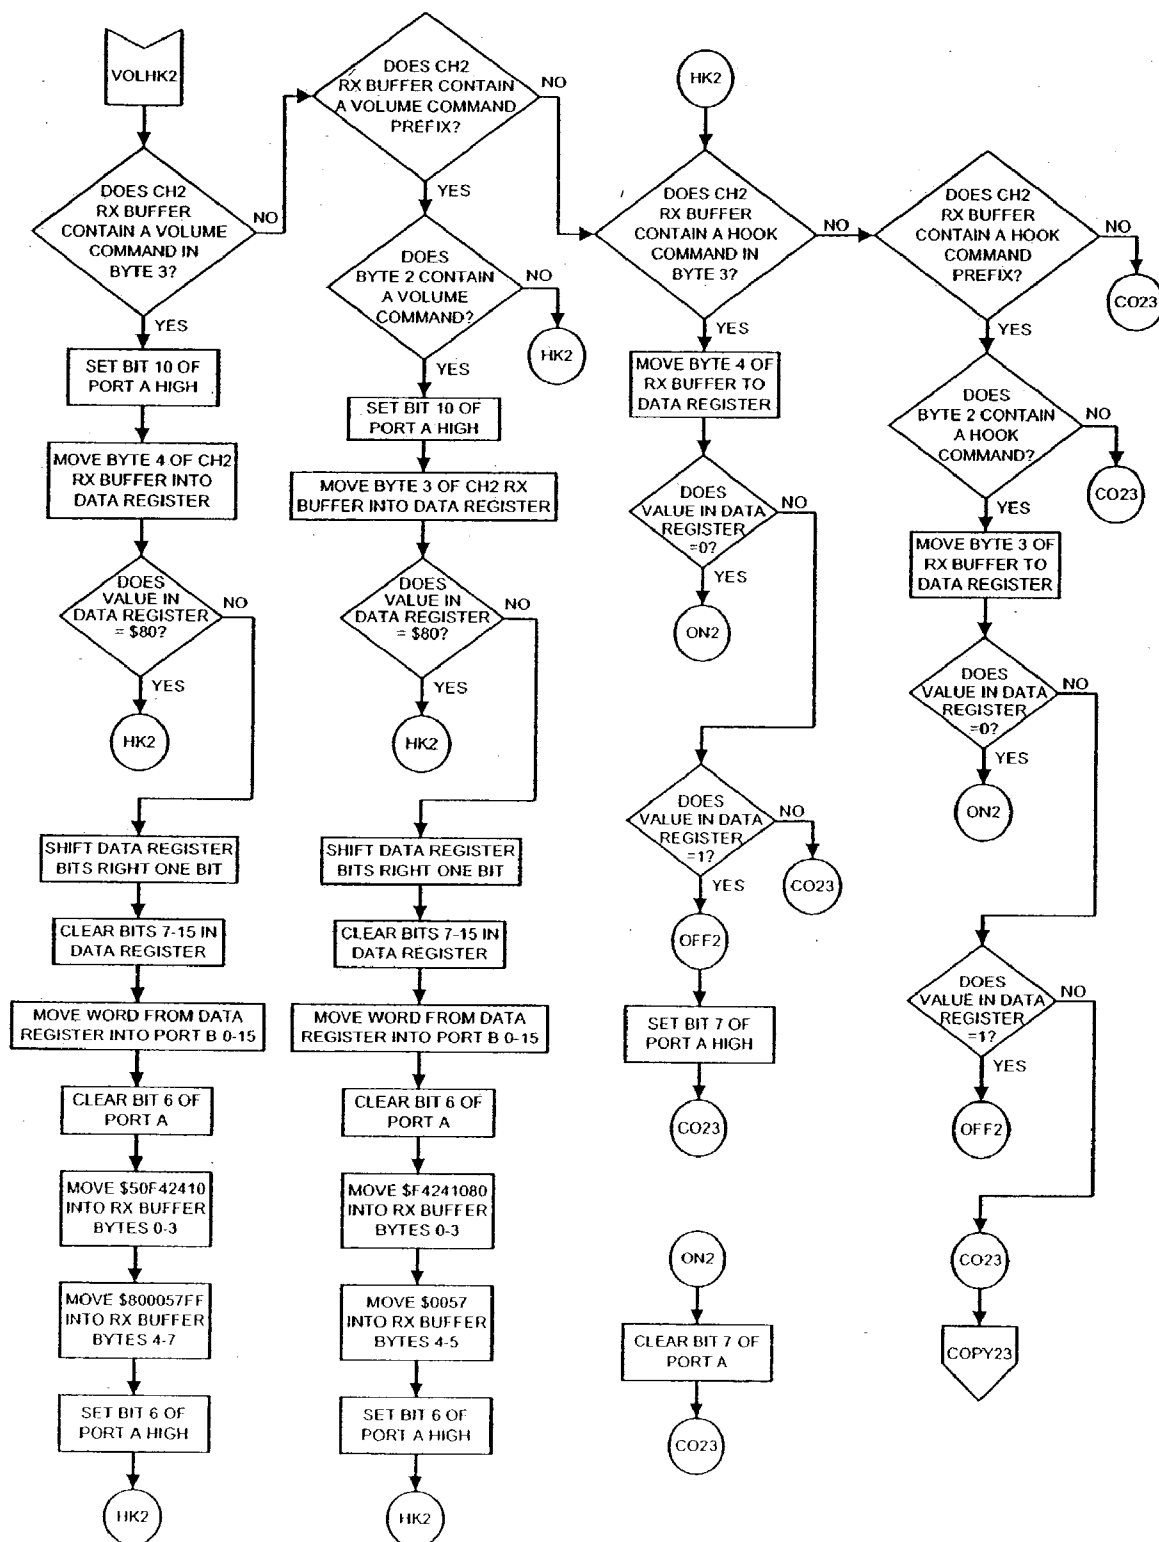 VOLHK2
DOES CH2
RX BUFFER
CONTAIN A VOLUME
COMMAND IN
BYTE 3?
NO
YES
SET BIT 10 OF
PORT A HIGH
MOVE BYTE 4 OF CH2
RX BUFFER INTO
DATA REGISTER
DOES
VALUE IN
DATA REGISTER
= $80?
NO
YES
HK2
SHIFT DATA REGISTER
BITS RIGHT ONE BIT
CLEAR BITS 7-15 IN
DATA REGISTER
MOVE WORD FROM DATA
REGISTER INTO PORT B 0-15
CLEAR BIT 6 OF
PORT A
MOVE $50F42410
INTO RX BUFFER
BYTES 0-3
MOVE $800057FF
INTO RX BUFFER
BYTES 4-7
SET BIT 6 OF
PORT A HIGH
HK2
DOES CH2
RX BUFFER CONTAIN
A VOLUME COMMAND
PREFIX?
NO
YES
DOES
BYTE 2 CONTAIN
A VOLUME
COMMAND?
NO
HK2
YES
SET BIT 10 OF
PORT A HIGH
MOVE BYTE 3 OF CH2 RX
BUFFER INTO DATA REGISTER
DOES
VALUE IN
DATA REGISTER
= $80?
NO
YES
HK2
SHIFT DATA REGISTER
BITS RIGHT ONE BIT
CLEAR BITS 7-15 IN
DATA REGISTER
MOVE WORD FROM DATA
REGISTER INTO PORT B 0-15
CLEAR BIT 6 OF
PORT A
MOVE $F4241080
INTO RX BUFFER
BYTES 0-3
MOVE $0057
INTO RX BUFFER
BYTES 4-5
SET BIT 6 OF
PORT A HIGH
HK2
HK2
DOES CH2
RX BUFFER
CONTAIN A HOOK
COMMAND IN
BYTE 3?
NO
YES
MOVE BYTE 4 OF
RX BUFFER TO
DATA REGISTER
DOES
VALUE IN DATA
REGISTER
=0?
NO
YES
ON2
DOES
VALUE IN DATA
REGISTER
=1?
NO
CO23
YES
OFF2
SET BIT 7 OF
PORT A HIGH
CO23
ON2
CLEAR BIT 7 OF
PORT A
CO23
DOES CH2
RX BUFFER
CONTAIN A HOOK
COMMAND
PREFIX?
NO
CO23
YES
DOES
BYTE 2 CONTAIN
A HOOK
COMMAND?
NO
CO23
YES
MOVE BYTE 3 OF
RX BUFFER TO
DATA REGISTER
DOES
VALUE IN DATA
REGISTER
=0?
NO
YES
ON2
DOES
VALUE IN DATA
REGISTER
=1?
NO
YES
OFF2
CO23
COPY23